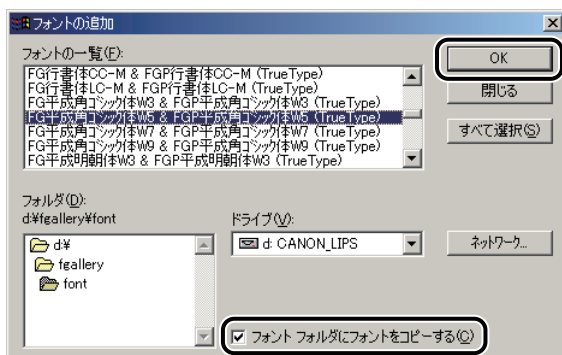 フォントの追加
フォントの一覧(F):
OK
FG行書体CC-M & FGP行書体CC-M (TrueType)
FG行書体LC-M & FGP行書体LC-M (TrueType)
FG平成角ゴシック体W3 & FGP平成角ゴシック体W3 (TrueType)
FG平成角ゴシック体W5 & FGP平成角ゴシック体W5 (TrueType)
FG平成角ゴシック体W7 & FGP平成角ゴシック体W7 (TrueType)
FG平成角ゴシック体W9 & FGP平成角ゴシック体W9 (TrueType)
FG平成明朝体W3 & FGP平成明朝体W3 (TrueType)
閉じる
すべて選択(S)
フォルダ(D):
d:¥fgallery¥font
ドライブ(V):
d:¥
fgallery
font
d: CANON_LIPS
ネットワーク...
フォント フォルダにフォントをコピーする(C)